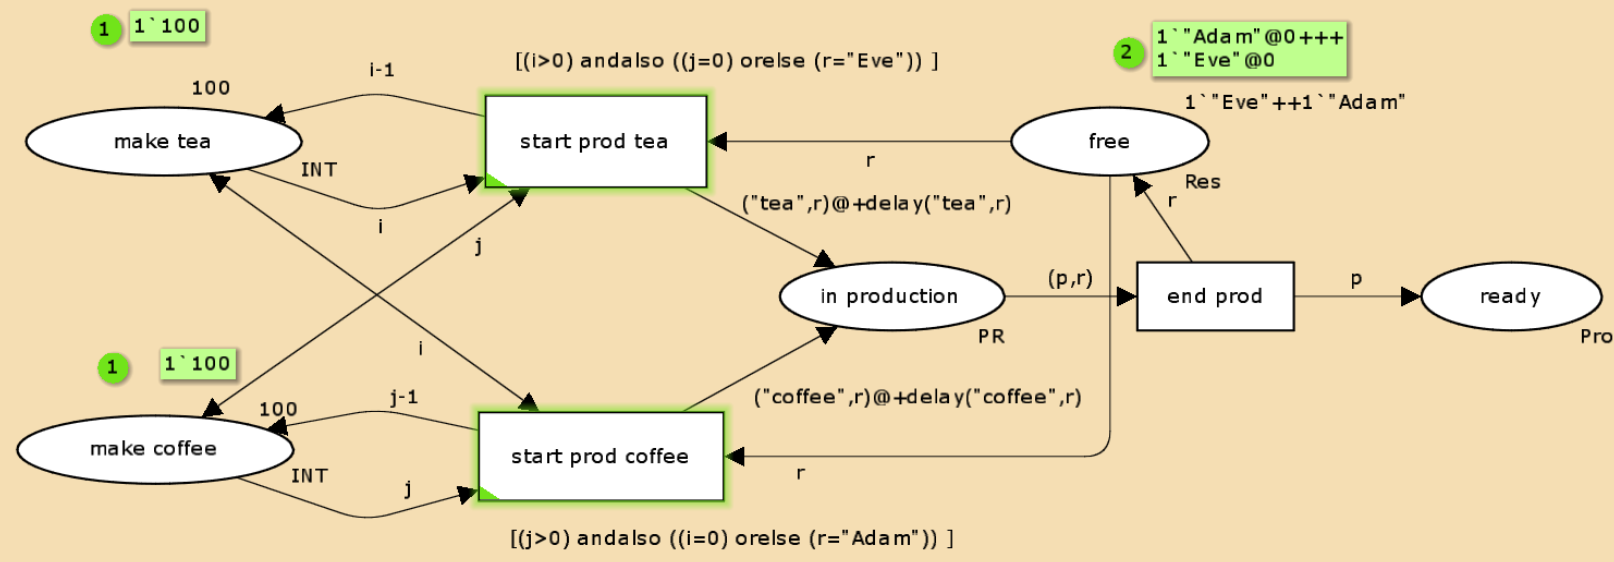 1
1`100
[(i>0) andalso ((j=0) orelse (r="Eve")) ]
2
1`"Adam"@0+++
1`"Eve"@0
i-1
100
1`"Eve"++1`"Adam"
make tea
start prod tea
free
INT
r
Res
i
("tea",r)@+delay("tea",r)
r
j
(p,r)
p
in production
end prod
ready
PR
Pro
i
1
1`100
j-1
("coffee",r)@+delay("coffee",r)
100
make coffee
start prod coffee
INT
j
r
[(j>0) andalso ((i=0) orelse (r="Adam")) ]